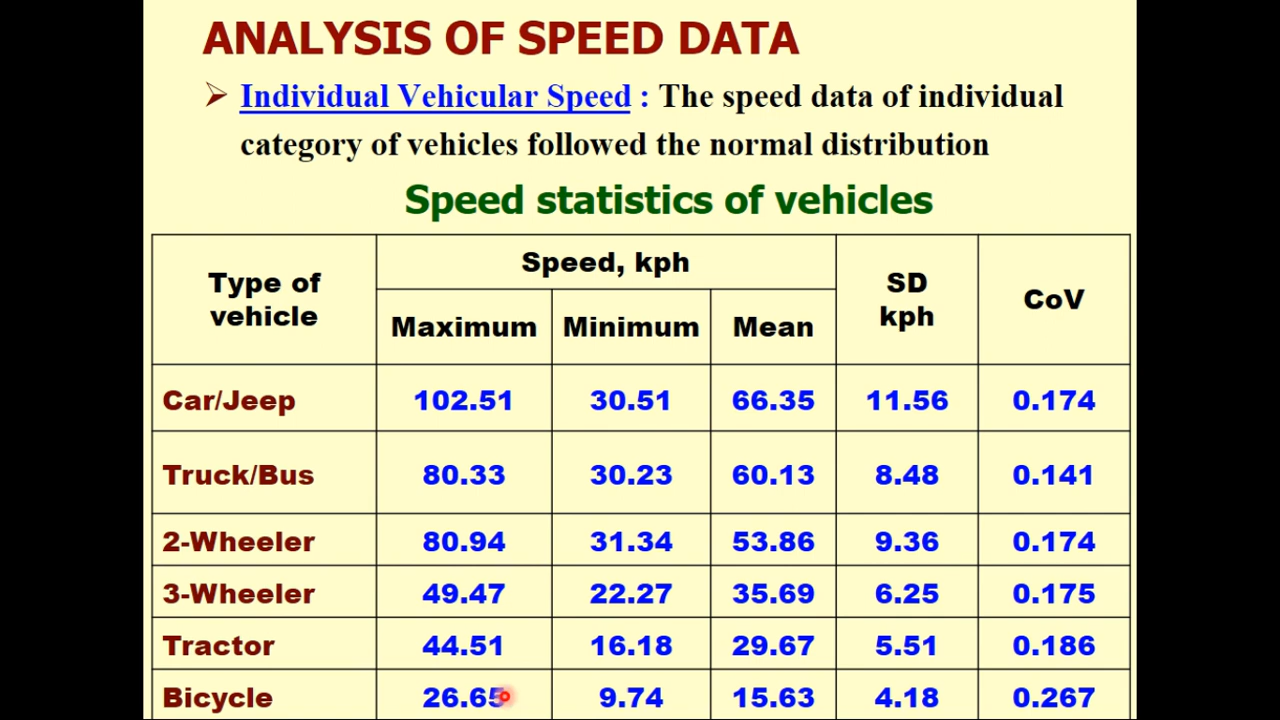 ANALYSIS OF SPEED DATA
Individual Vehicular Speed : The speed data of individual
category of vehicles followed the normal distribution
Speed statistics of vehicles
Type of vehicle Speed, kph SD kph CoV
Maximum Minimum Mean
Car/Jeep 102.51 30.51 66.35 11.56 0.174
Truck/Bus 80.33 30.23 60.13 8.48 0.141
2-Wheeler 80.94 31.34 53.86 9.36 0.174
3-Wheeler 49.47 22.27 35.69 6.25 0.175
Tractor 44.51 16.18 29.67 5.51 0.186
Bicycle 26.65 9.74 15.63 4.18 0.267